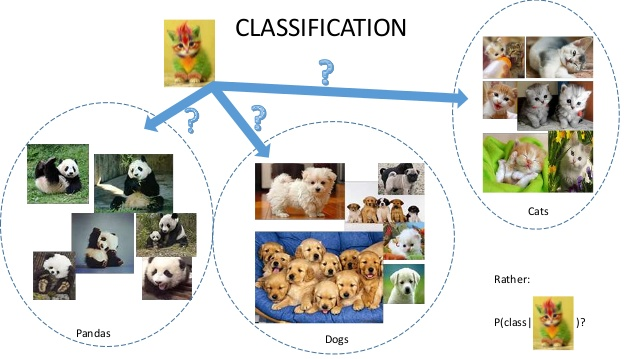 CLASSIFICATION
?
?
?
Cats
Rather:
P(class| )?
Pandas
Dogs